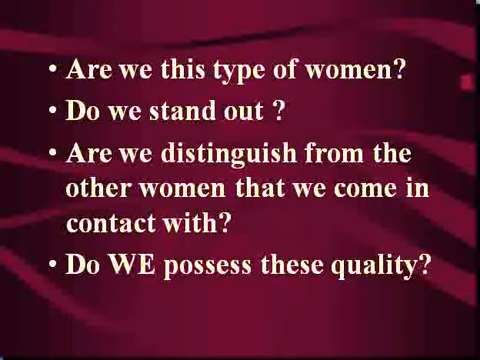 • Are we this type of women?
• Do we stand out ?
• Are we distinguish from the
other women that we come in
contact with?
• Do WE possess these quality?